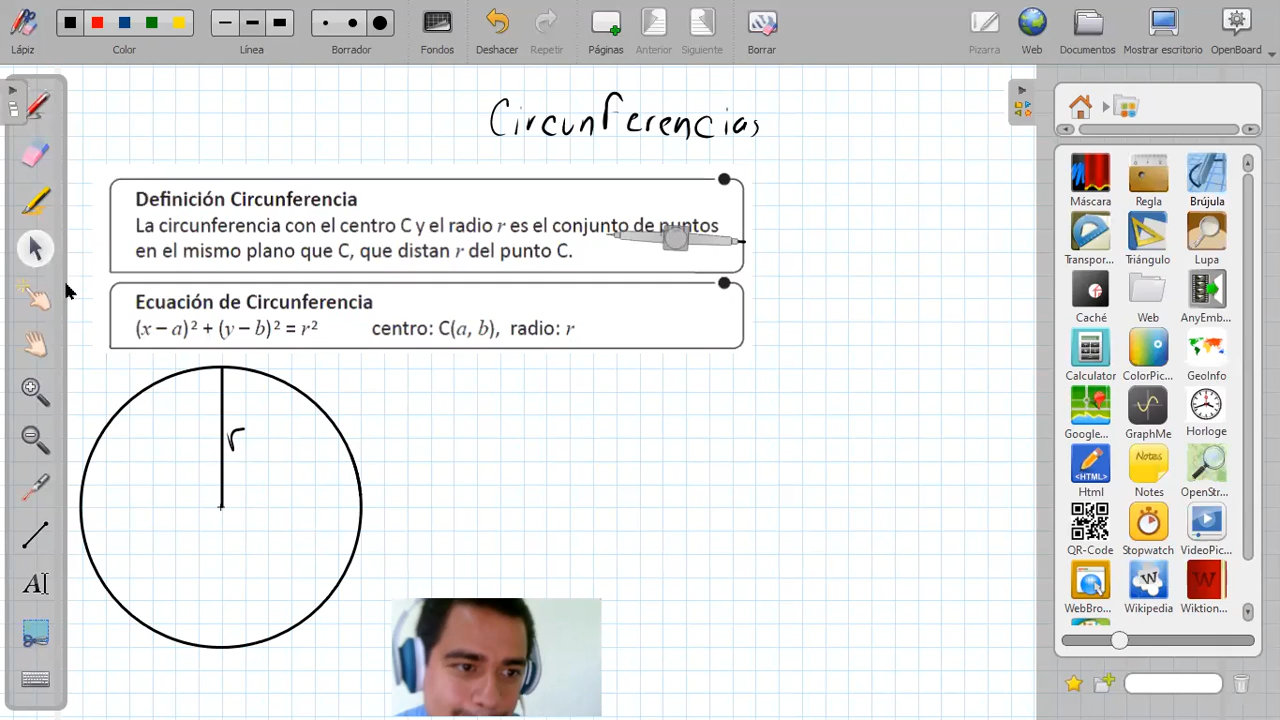 Lápiz
Color
Línea
Borrador
Fondos
Deshacer
Repetir
Páginas
Anterior
Siguiente
Borrar
Pizarra
Web
Documentos
Mostrar escritorio
OpenBoard
Circunferencias
Definición Circunferencia
La circunferencia con el centro C y el radio r es el conjunto de puntos
en el mismo plano que C, que distan r del punto C.
Ecuación de Circunferencia
(x – a)² + (y – b)² = r² centro: C(a, b), radio: r
r
Máscara
Regla
Brújula
Transpor...
Triángulo
Lupa
Caché
Web
AnyEmb...
Calculator
ColorPic...
GeoInfo
Google...
GraphMe
Horloge
<HTML>
Notes
Html
Notes
OpenStr...
QR-Code
Stopwatch
VideoPic...
W
W
WebBro...
Wikipedia
Wiktion...
AI